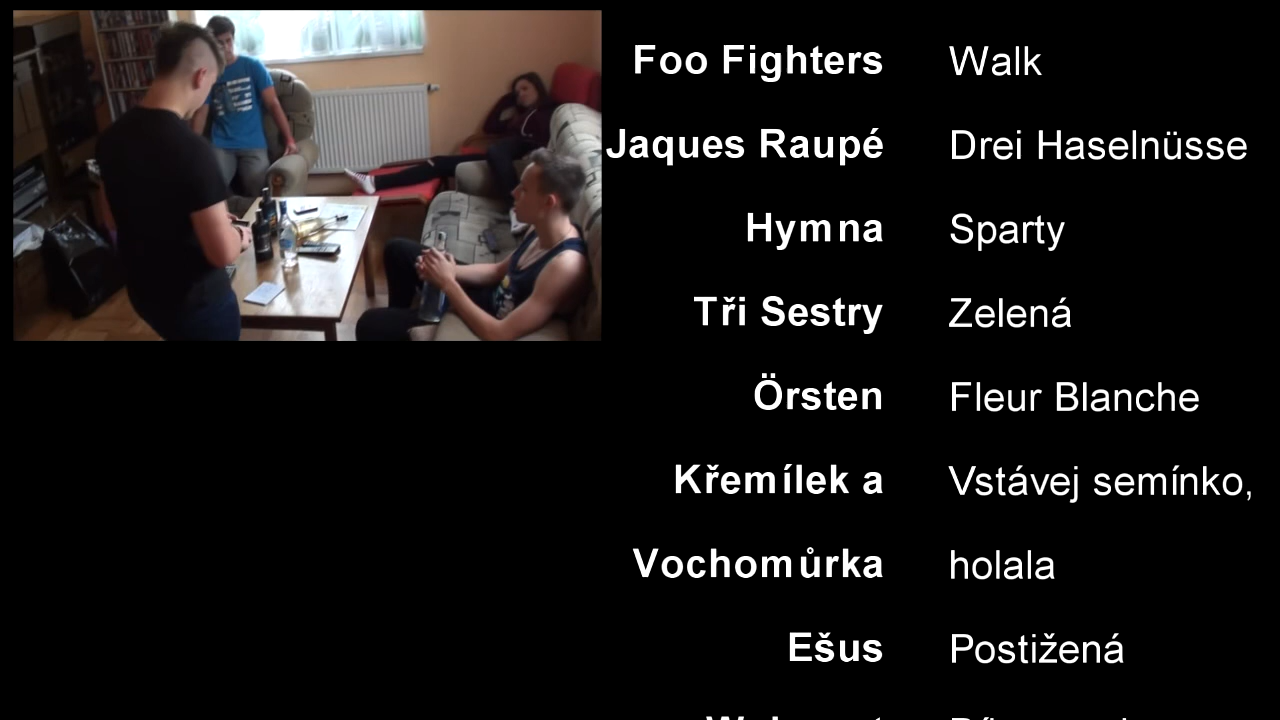 Foo Fighters Walk
Jaques Raupé Drei Haselnüsse
Hymna Sparty
Tři Sestry Zelená
Örsten Fleur Blanche
Křemílek a Vstávej semínko,
Vochomůrka holala
Ešus Postižená